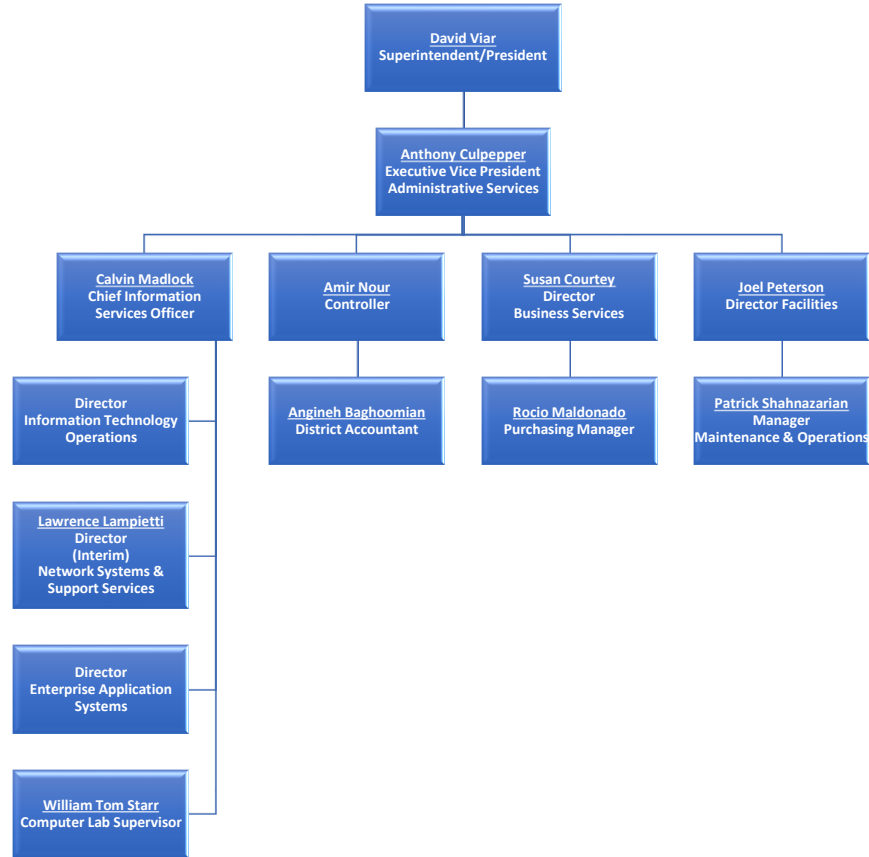 David Viar
Superintendent/President
Anthony Culpepper
Executive Vice President
Administrative Services
Calvin Madlock
Chief Information
Services Officer
Amir Nour
Controller
Susan Courtey
Director
Business Services
Joel Peterson
Director Facilities
Director
Information Technology
Operations
Angineh Baghoomian
District Accountant
Rocio Maldonado
Purchasing Manager
Patrick Shahnazarian
Manager
Maintenance & Operations
Lawrence Lampietti
Director
(Interim)
Network Systems &
Support Services
Director
Enterprise Application
Systems
William Tom Starr
Computer Lab Supervisor